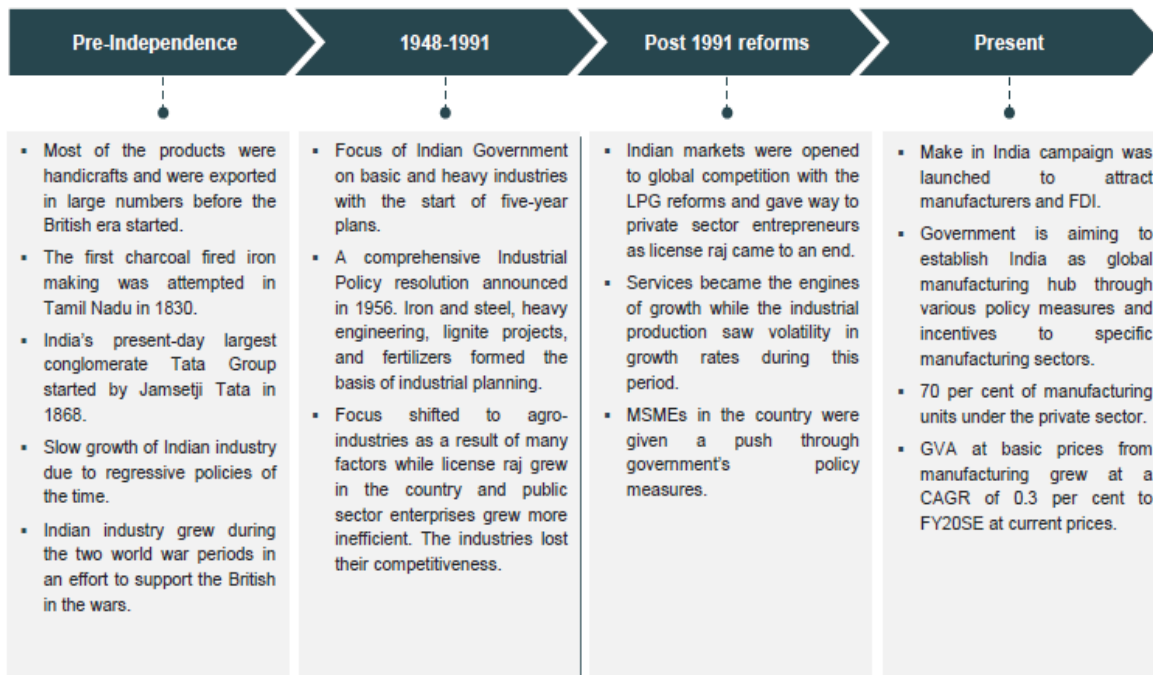 Pre-Independence
1948-1991
Post 1991 reforms
Present
▪ Most of the products were
handicrafts and were exported
in large numbers before the
British era started.
▪ The first charcoal fired iron
making was attempted in
Tamil Nadu in 1830.
▪ India's present-day largest
conglomerate Tata Group
started by Jamsetji Tata in
1868.
▪ Slow growth of Indian industry
due to regressive policies of
the time.
▪ Indian industry grew during
the two world war periods in
an effort to support the British
in the wars.
▪ Focus of Indian Government
on basic and heavy industries
with the start of five-year
plans.
▪ A comprehensive Industrial
Policy resolution announced
in 1956. Iron and steel, heavy
engineering, lignite projects,
and fertilizers formed the
basis of industrial planning.
▪ Focus shifted to agro-
industries as a result of many
factors while license raj grew
in the country and public
sector enterprises grew more
inefficient. The industries lost
their competitiveness.
▪ Indian markets were opened
to global competition with the
LPG reforms and gave way to
private sector entrepreneurs
as license raj came to an end.
▪ Services became the engines
of growth while the industrial
production saw volatility in
growth rates during this
period.
▪ MSMEs in the country were
given a push through
government's policy
measures.
▪ Make in India campaign was
launched to attract
manufacturers and FDI.
▪ Government is aiming to
establish India as global
manufacturing hub through
various policy measures and
incentives to specific
manufacturing sectors.
▪ 70 per cent of manufacturing
units under the private sector.
▪ GVA at basic prices from
manufacturing grew at a
CAGR of 0.3 per cent to
FY20SE at current prices.